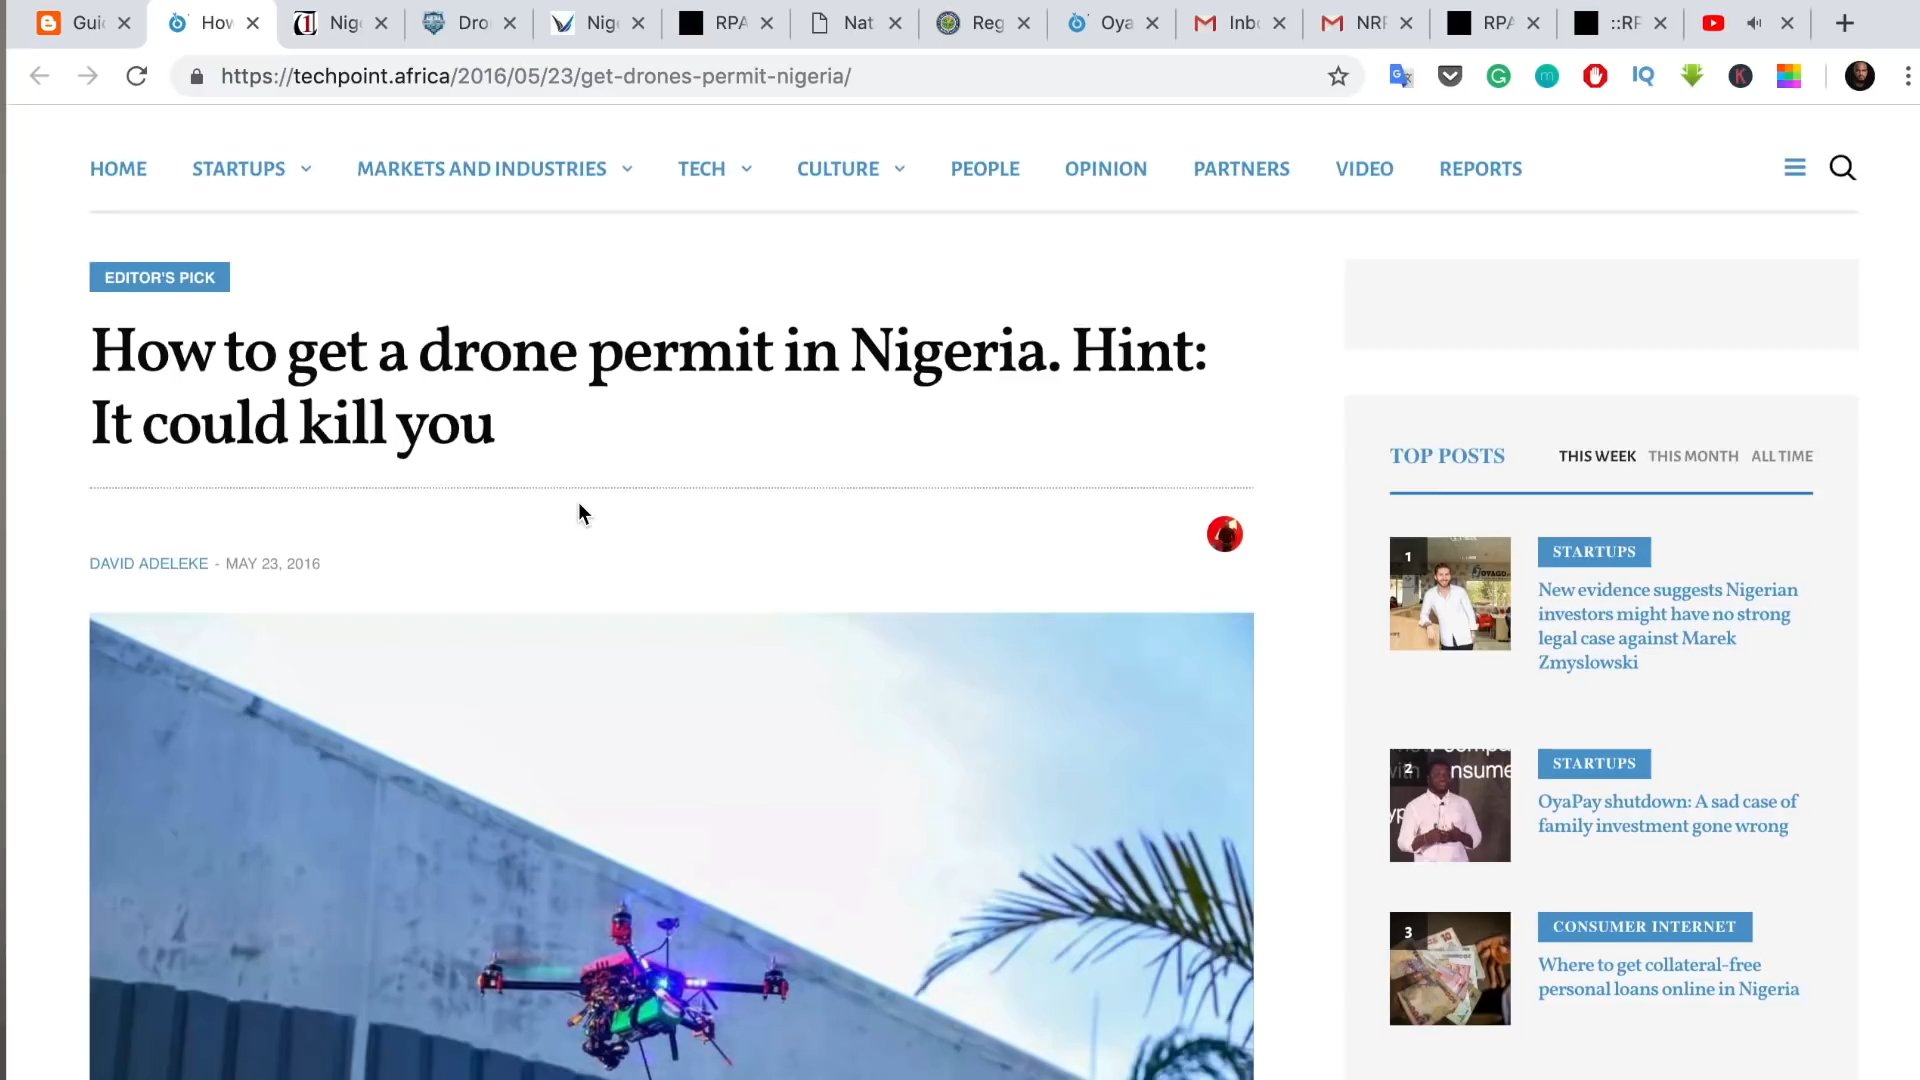 Gui
How
Nige
Dro
Nige
RPA
Nat
Reg
Oya
Inbo
NRF
RPA
::RF
https://techpoint.africa/2016/05/23/get-drones-permit-nigeria/
HOME STARTUPS MARKETS AND INDUSTRIES TECH CULTURE PEOPLE OPINION PARTNERS VIDEO REPORTS
EDITOR'S PICK
How to get a drone permit in Nigeria. Hint:
It could kill you
DAVID ADELEKE - MAY 23, 2016
TOP POSTS THIS WEEK THIS MONTH ALL TIME
1
STARTUPS
New evidence suggests Nigerian
investors might have no strong
legal case against Marek
Zmyslowski
2
STARTUPS
OyaPay shutdown: A sad case of
family investment gone wrong
3
CONSUMER INTERNET
Where to get collateral-free
personal loans online in Nigeria